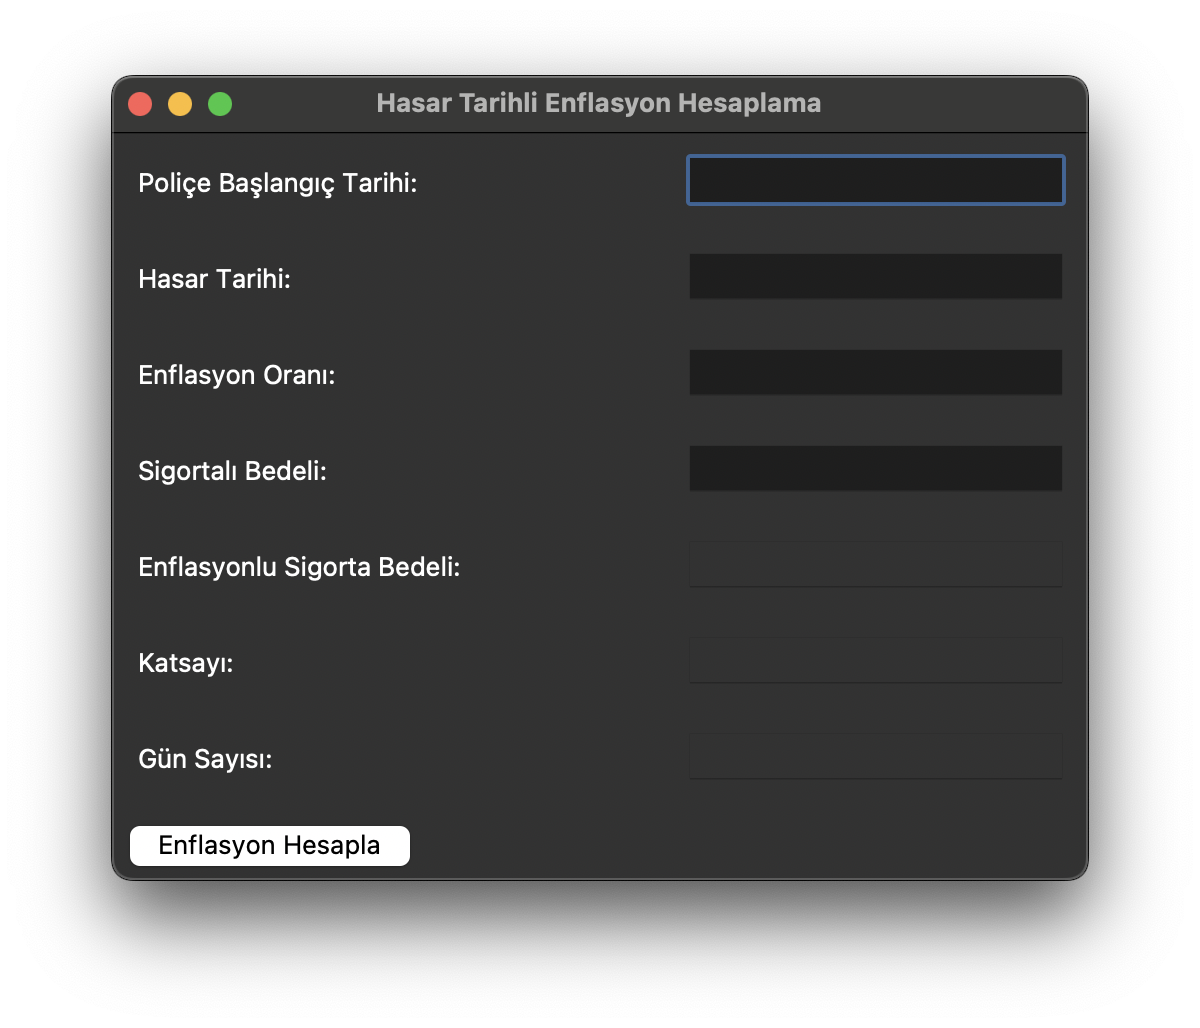 Hasar Tarihli Enflasyon Hesaplama
Poliçe Başlangıç Tarihi:
Hasar Tarihi:
Enflasyon Oranı:
Sigortalı Bedeli:
Enflasyonlu Sigorta Bedeli:
Katsayı:
Gün Sayısı:
Enflasyon Hesapla